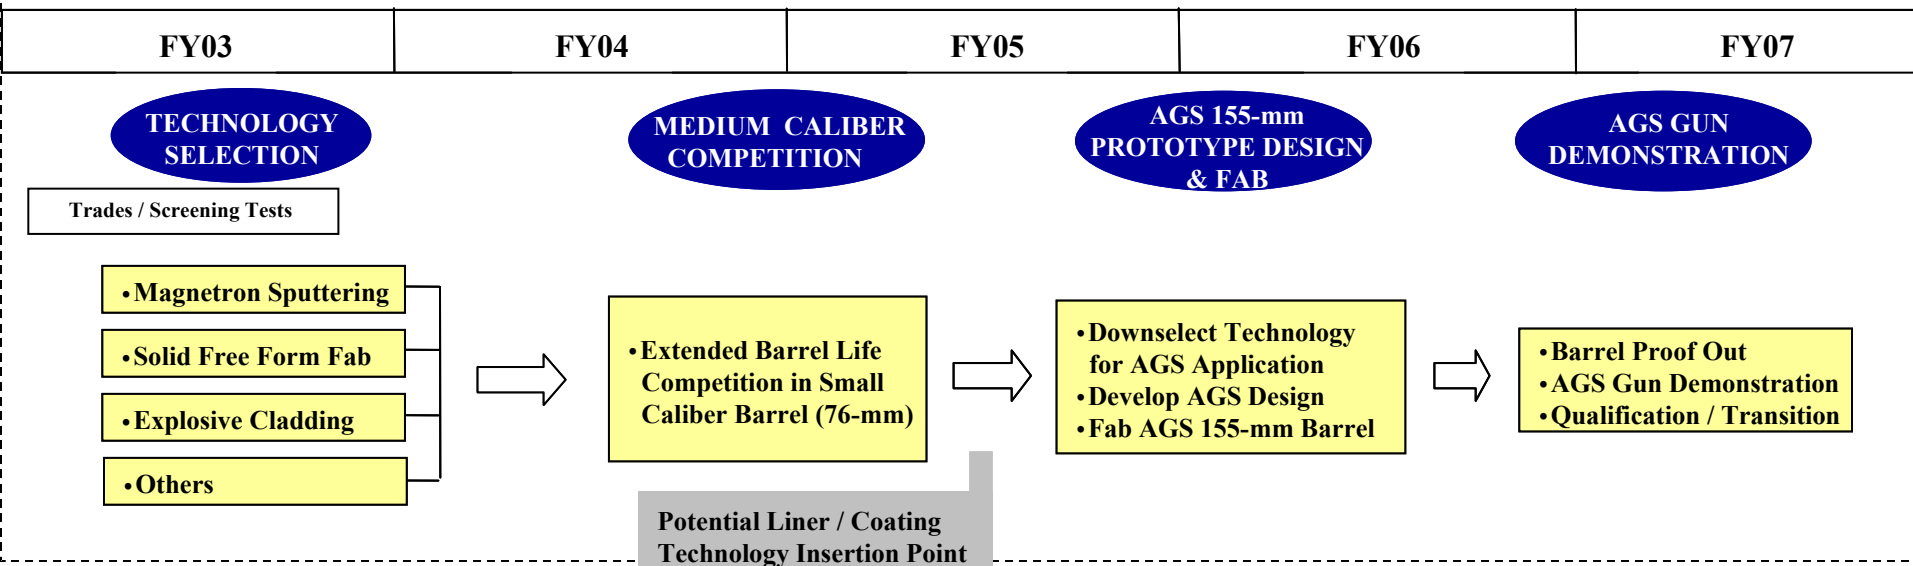 FY03
FY04
FY05
FY06
FY07
TECHNOLOGY
SELECTION
MEDIUM CALIBER
COMPETITION
AGS 155-mm
PROTOTYPE DESIGN
& FAB
AGS GUN
DEMONSTRATION
Trades / Screening Tests
•Magnetron Sputtering
•Solid Free Form Fab
•Explosive Cladding
•Others
•Extended Barrel Life
Competition in Small
Caliber Barrel (76-mm)
•Downselect Technology
for AGS Application
•Develop AGS Design
•Fab AGS 155-mm Barrel
•Barrel Proof Out
•AGS Gun Demonstration
•Qualification / Transition
Potential Liner / Coating
Technology Insertion Point